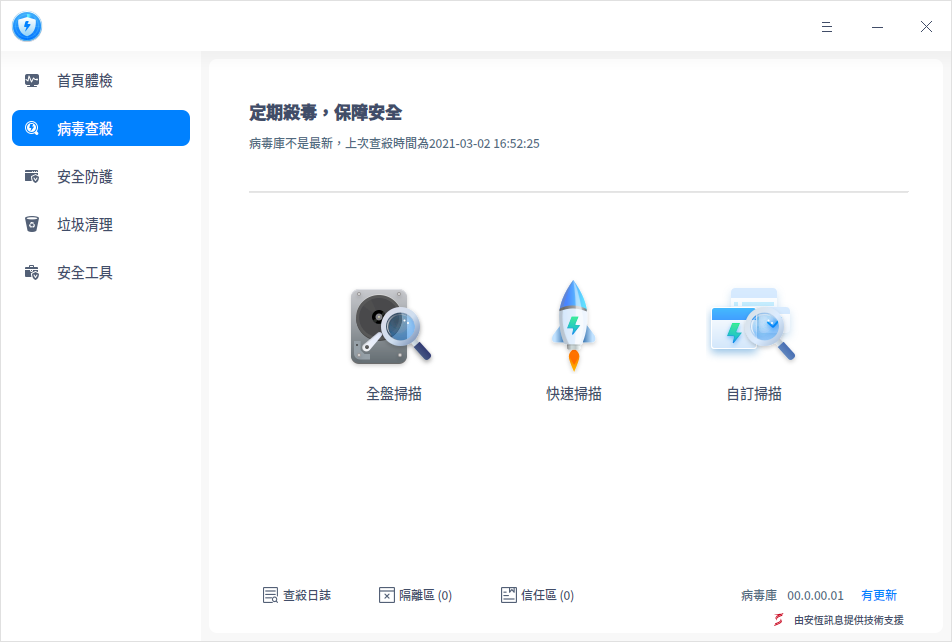 首頁體檢
病毒查殺
安全防護
垃圾清理
安全工具
定期殺毒，保障安全
病毒庫不是最新，上次查殺時間為2021-03-02 16:52:25
全盤掃描
快速掃描
自訂掃描
查殺日誌
隔離區 (0)
信任區 (0)
病毒庫 00.0.00.01 有更新
由安恆訊息提供技術支援